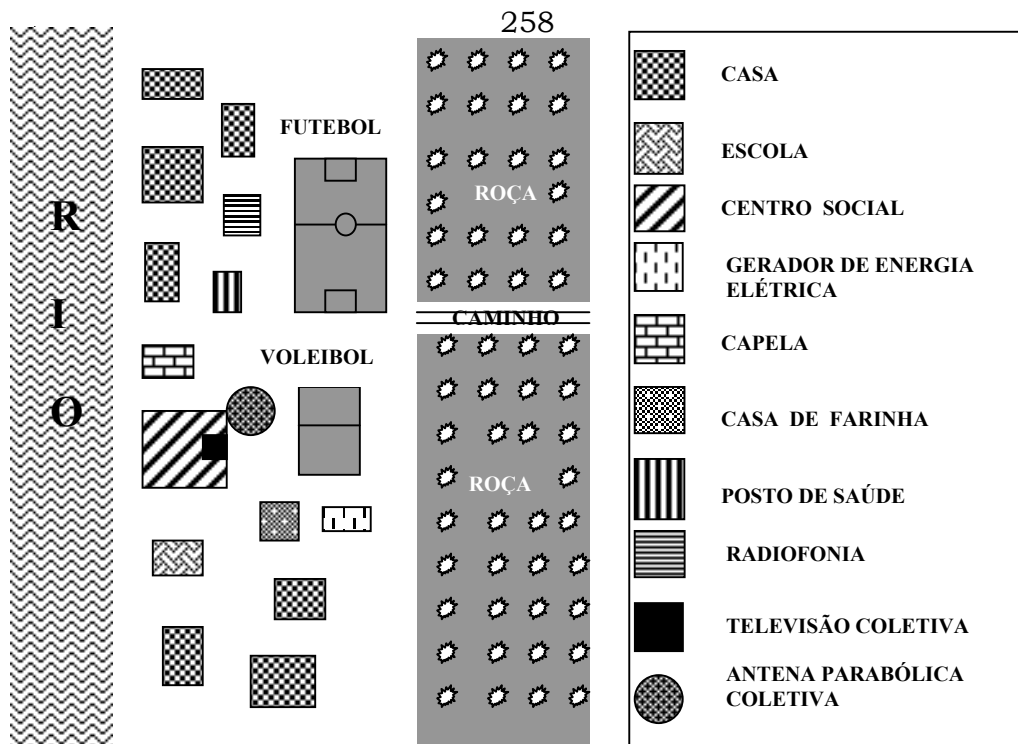 258
RIO
FUTEBOL
ROÇA
CAMINHO
VOLEIBOL
ROÇA
CASA
ESCOLA
CENTRO SOCIAL
GERADOR DE ENERGIA
ELÉTRICA
CAPELA
CASA DE FARINHA
POSTO DE SAÚDE
RADIOFONIA
TELEVISÃO COLETIVA
ANTENA PARABÓLICA
COLETIVA